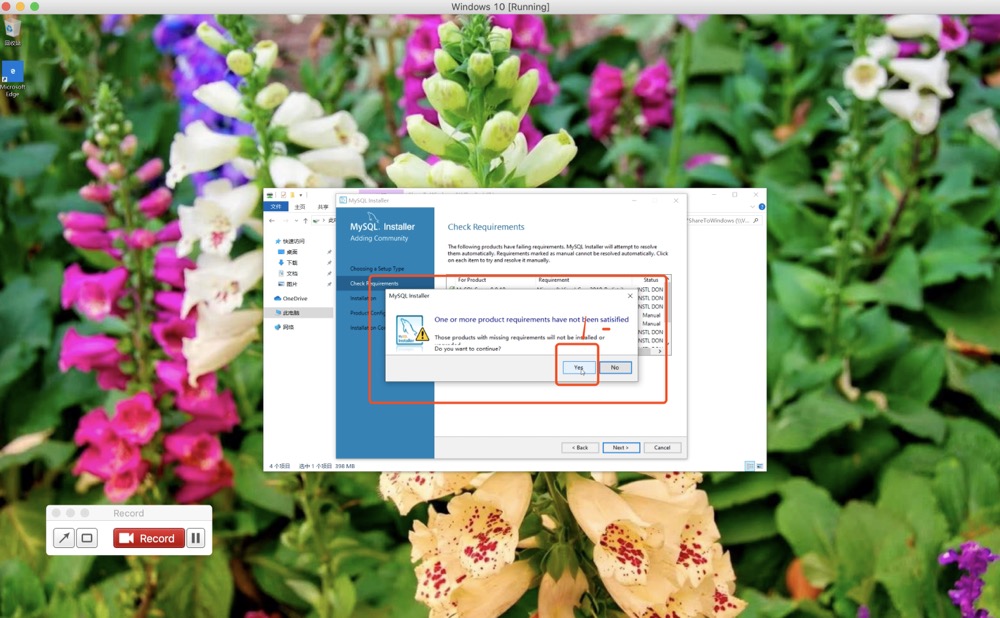 Windows 10 [Running]
回收站
Microsoft
Edge
MySQL Installer
文件
主页
共享
快速访问
桌面
下载
文档
图片
OneDrive
此电脑
网络
MySQL. Installer
Adding Community
Choosing a Setup Type
Check Requirements
Installation
Check Requirements
The following products have failing requirements. MySQL Installer will attempt to resolve
them automatically. Requirements marked as manual cannot be resolved automatically. Click
on each item to try and resolve it manually.
For Product
Requirement
Status
INSTL DON
INSTL DON
INSTL DON
Manual
Manual
INSTL DON
INSTL DON
MySQL Installer
One or more product requirements have not been satisified
Those products with missing requirements will not be installed or
Do you want to continue?
Yes
No
< Back
Next >
Cancel
4 个项目
选中 1 个项目 398 MB
Record
Record